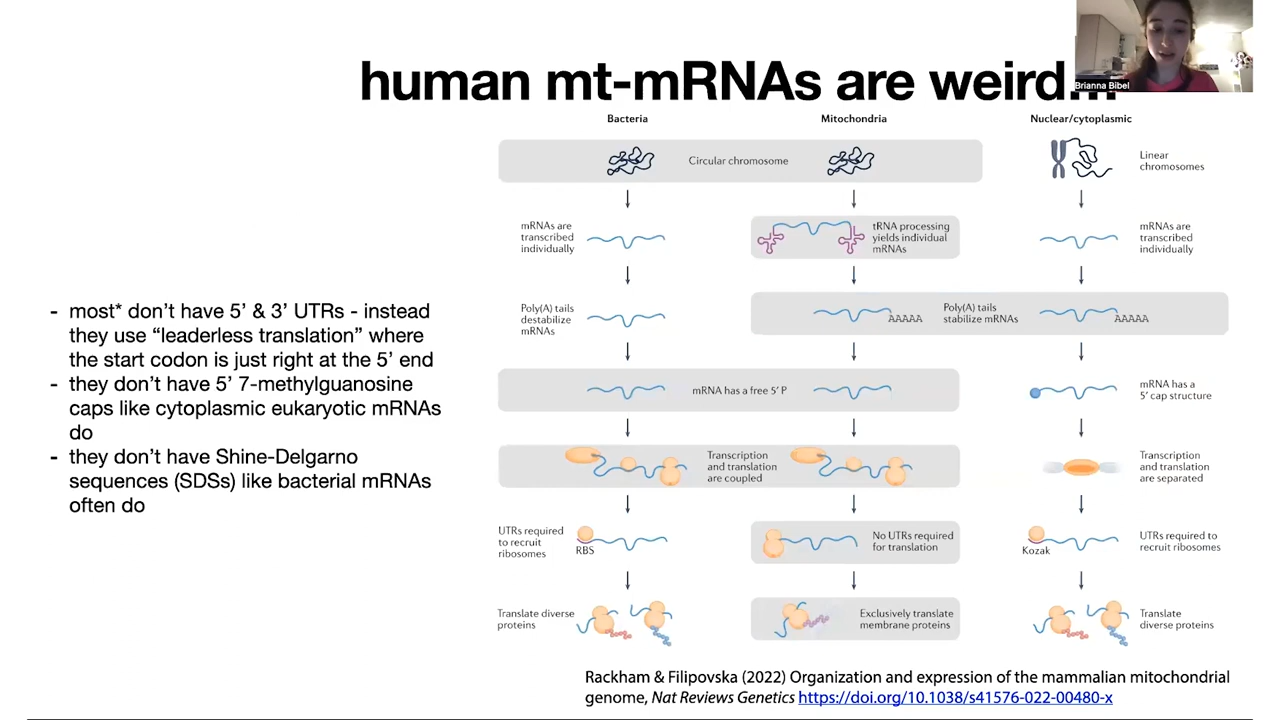 human mt-mRNAs are weird...
Brianna Bibel
Bacteria
Mitochondria
Nuclear/cytoplasmic
Circular chromosome
Linear
chromosomes
mRNAs are
transcribed
individually
tRNA processing
yields individual
mRNAs
mRNAs are
transcribed
individually
Poly(A) tails
destabilize
mRNAs
AAAAA
Poly(A) tails
stabilize mRNAs
AAAAA
mRNA has a free 5′ P
mRNA has a
5′ cap structure
Transcription
and translation
are coupled
Transcription
and translation
are separated
UTRs required
to recruit
ribosomes
RBS
No UTRs required
for translation
Kozak
UTRs required to
recruit ribosomes
Translate diverse
proteins
Exclusively translate
membrane proteins
Translate
diverse proteins
- most* don’t have 5’ & 3’ UTRs - instead
they use “leaderless translation” where
the start codon is just right at the 5’ end
- they don’t have 5’ 7-methylguanosine
caps like cytoplasmic eukaryotic mRNAs
do
- they don’t have Shine-Delgarno
sequences (SDSs) like bacterial mRNAs
often do
Rackham & Filipovska (2022) Organization and expression of the mammalian mitochondrial
genome, Nat Reviews Genetics https://doi.org/10.1038/s41576-022-00480-x